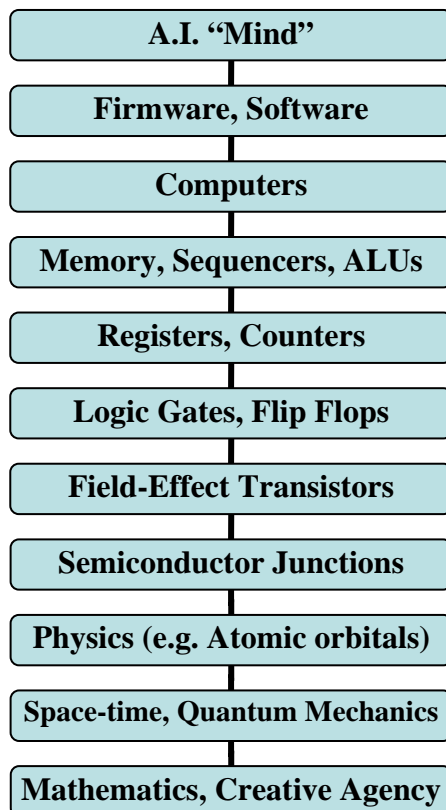 A.I. “Mind”
Firmware, Software
Computers
Memory, Sequencers, ALUs
Registers, Counters
Logic Gates, Flip Flops
Field-Effect Transistors
Semiconductor Junctions
Physics (e.g. Atomic orbitals)
Space-time, Quantum Mechanics
Mathematics, Creative Agency